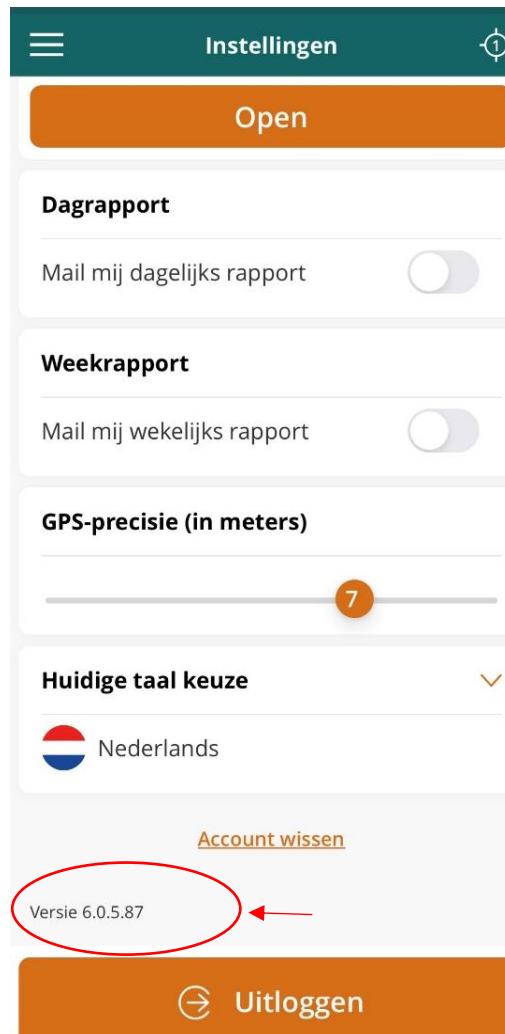 Instellingen
1
Open
Dagrapport
Mail mij dagelijks rapport
Weekrapport
Mail mij wekelijks rapport
GPS-precisie (in meters)
7
Huidige taal keuze
Nederlands
Account wissen
Versie 6.0.5.87
Uitloggen